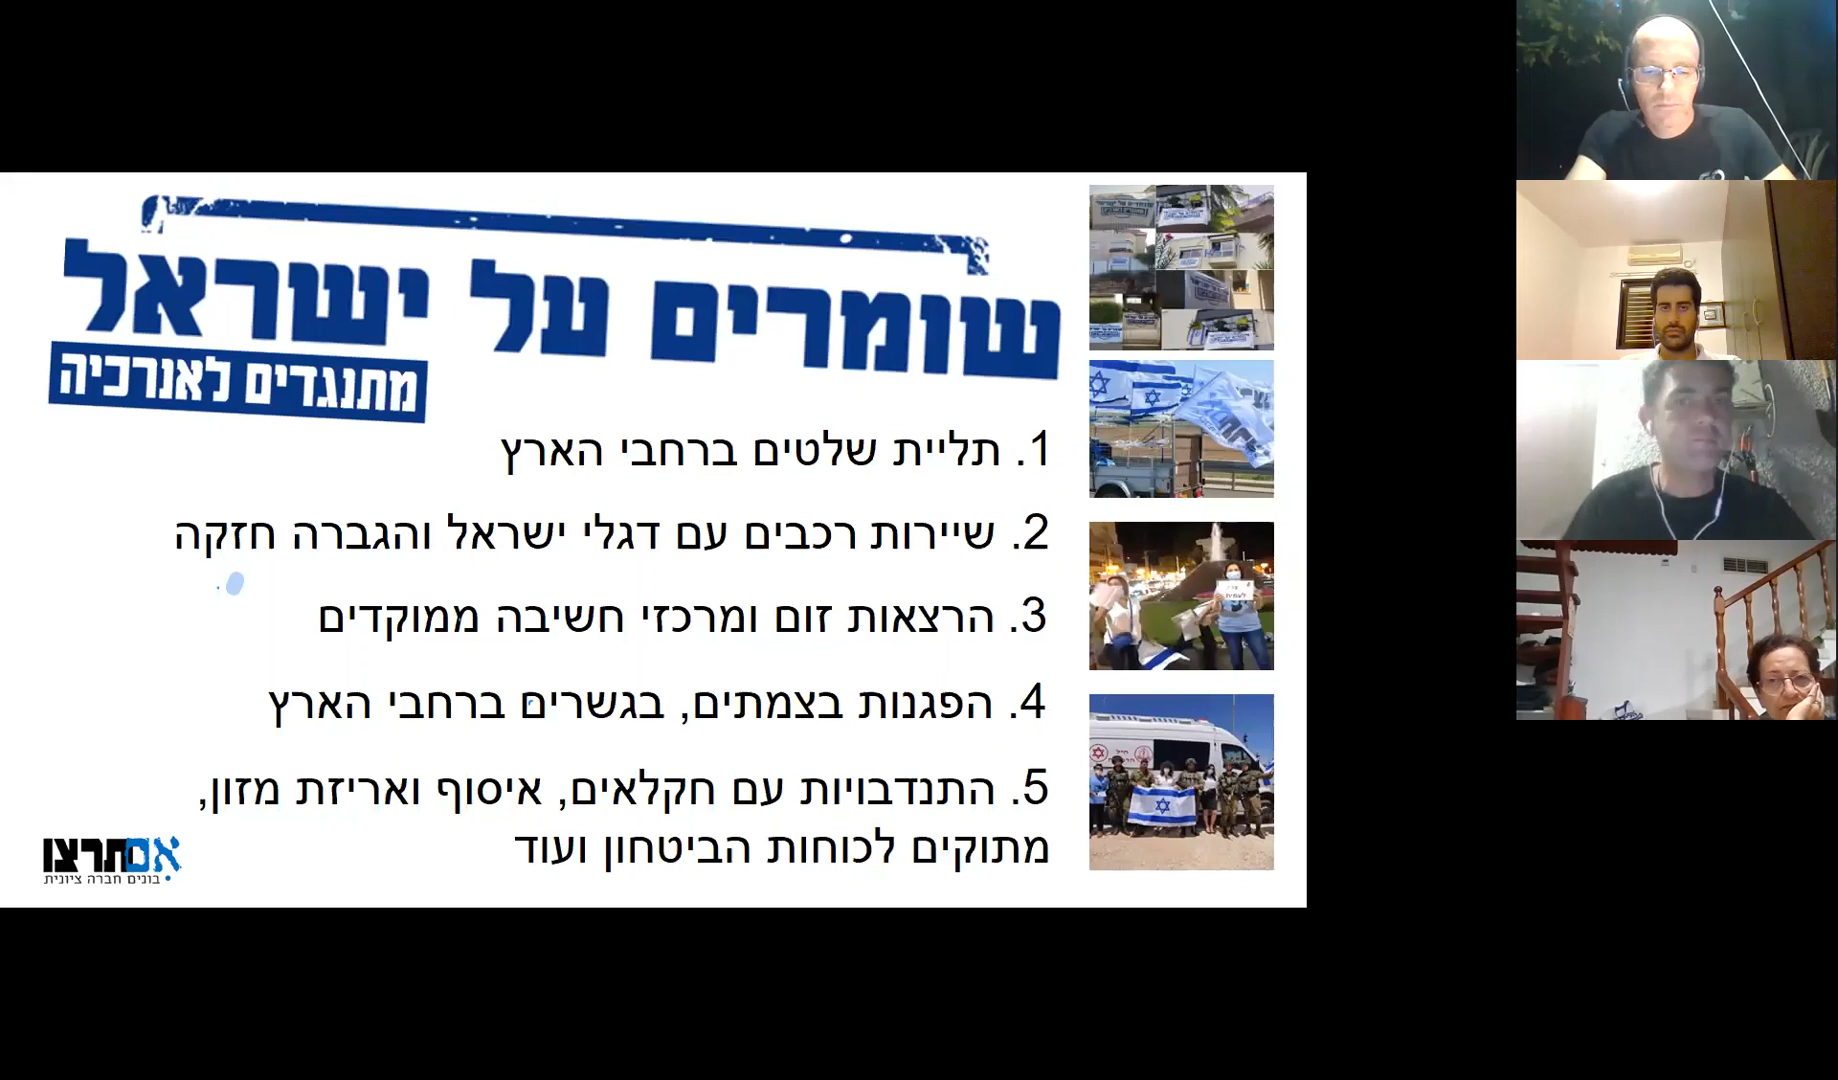 שומרים על ישראל
מתנגדים לאנרכיה
1. תליית שלטים ברחבי הארץ
2. שיירות רכבים עם דגלי ישראל והגברה חזקה
3. הרצאות זום ומרכזי חשיבה ממוקדים
4. הפגנות בצמתים, בגשרים ברחבי הארץ
5. התנדבויות עם חקלאים, איסוף ואריזת מזון,
מתוקים לכוחות הביטחון ועוד
אם תרצו
בונים חברה ציונית